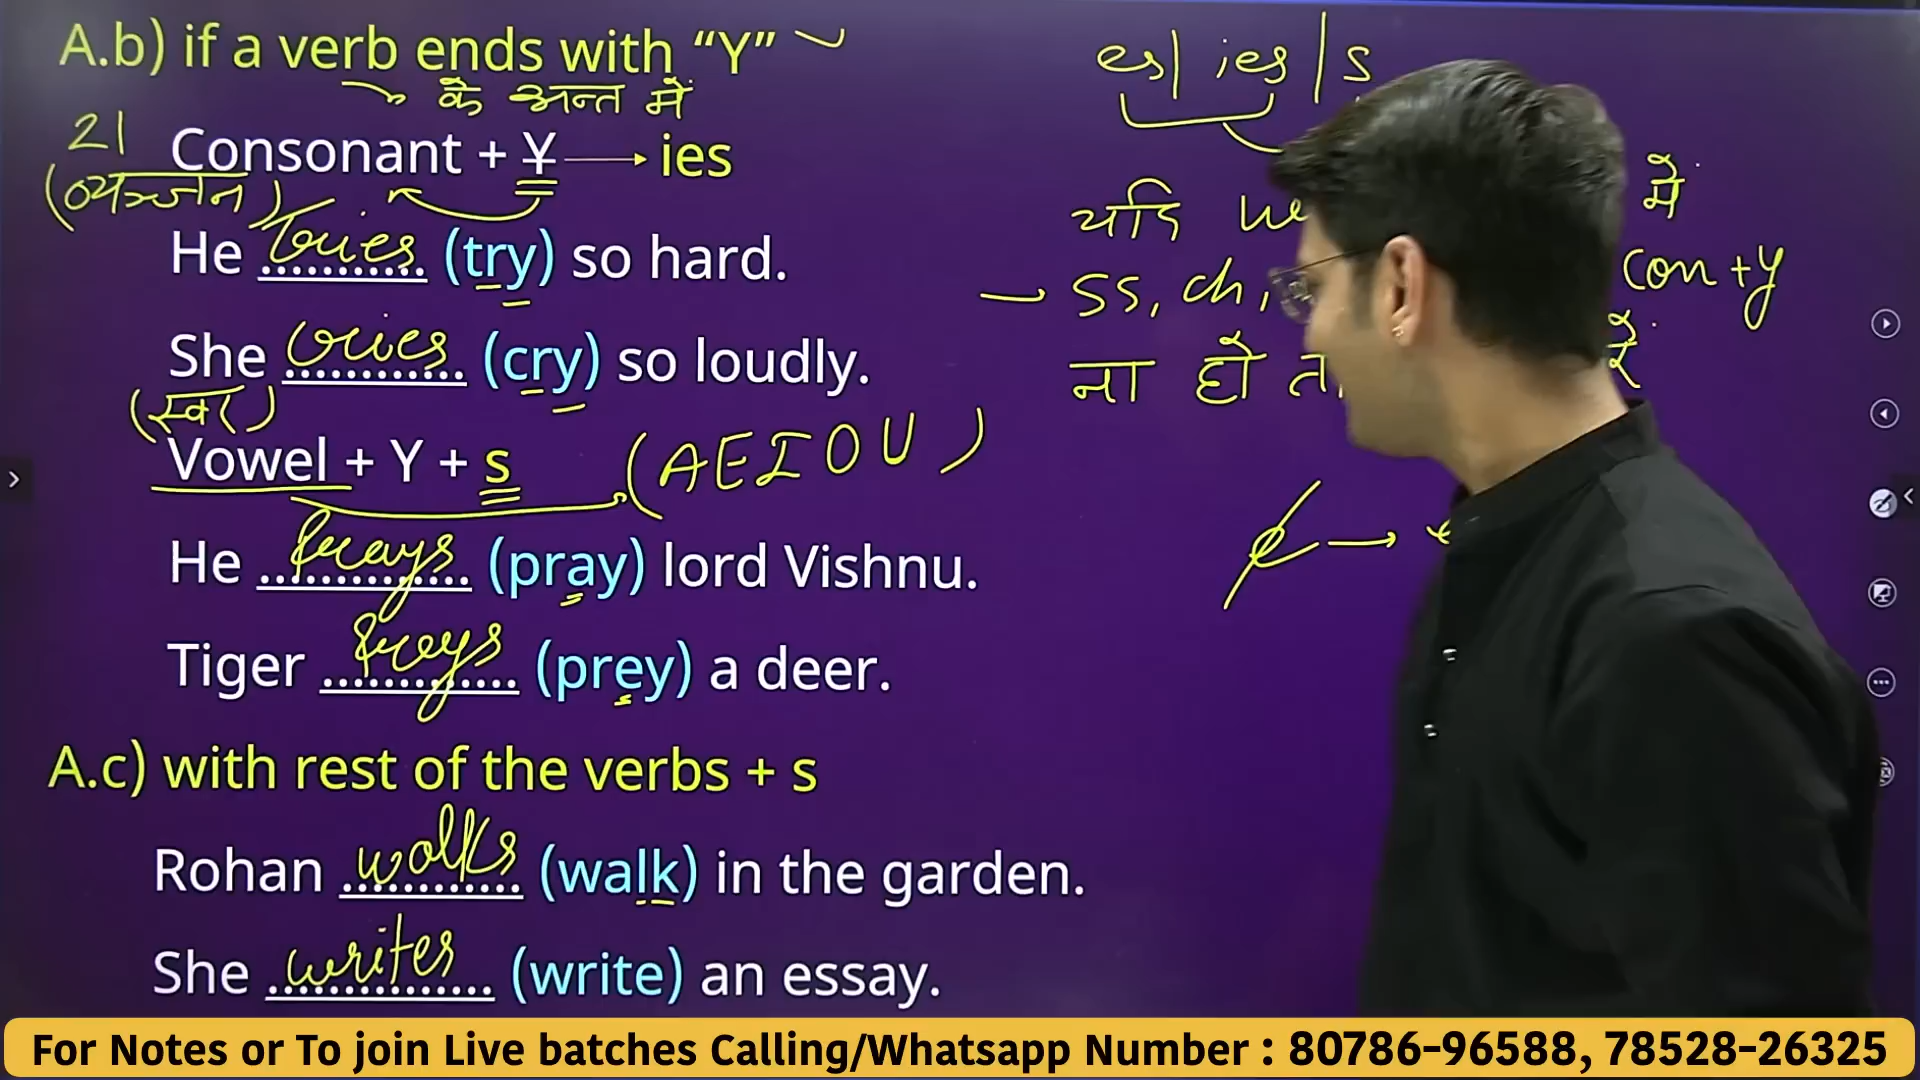 A.b) if a verb ends with “Y”
के अन्त में
21
Consonant + Y → ies
(व्यञ्जन)
He tries (try) so hard.
She cries (cry) so loudly.
(स्वर)
Vowel + Y + s (A E I O U)
He prays (pray) lord Vishnu.
Tiger preys (prey) a deer.
A.c) with rest of the verbs + s
Rohan walks (walk) in the garden.
She writes (write) an essay.
es| ies | s
यदि में
ss, ch, con + y
ना हो
For Notes or To join Live batches Calling/Whatsapp Number : 80786-96588, 78528-26325